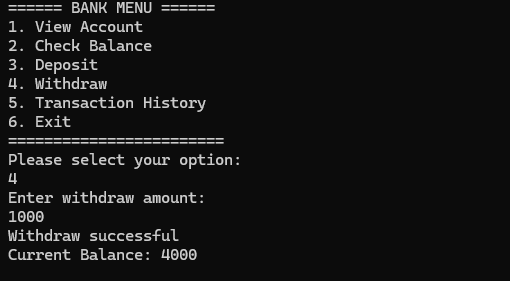 ====== BANK MENU ======
1. View Account
2. Check Balance
3. Deposit
4. Withdraw
5. Transaction History
6. Exit
========================
Please select your option:
4
Enter withdraw amount:
1000
Withdraw successful
Current Balance: 4000